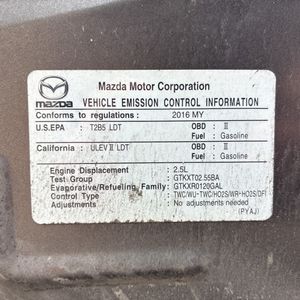 Mazda Motor Corporation
mazda VEHICLE EMISSION CONTROL INFORMATION
Conforms to regulations : 2016 MY
U.S.EPA : T2B5 LDT OBD : II
Fuel : Gasoline
California : ULEV II LDT OBD : II
Fuel : Gasoline
Engine Displacement : 2.5L
Test Group : GTKXT02.55BA
Evaporative/Refueling Family: GTKXR0120GAL
Control Type : TWC/WU-TWC/HO2S/WR-HO2S/DFI
Adjustments : No adjustments needed
(PYAJ)